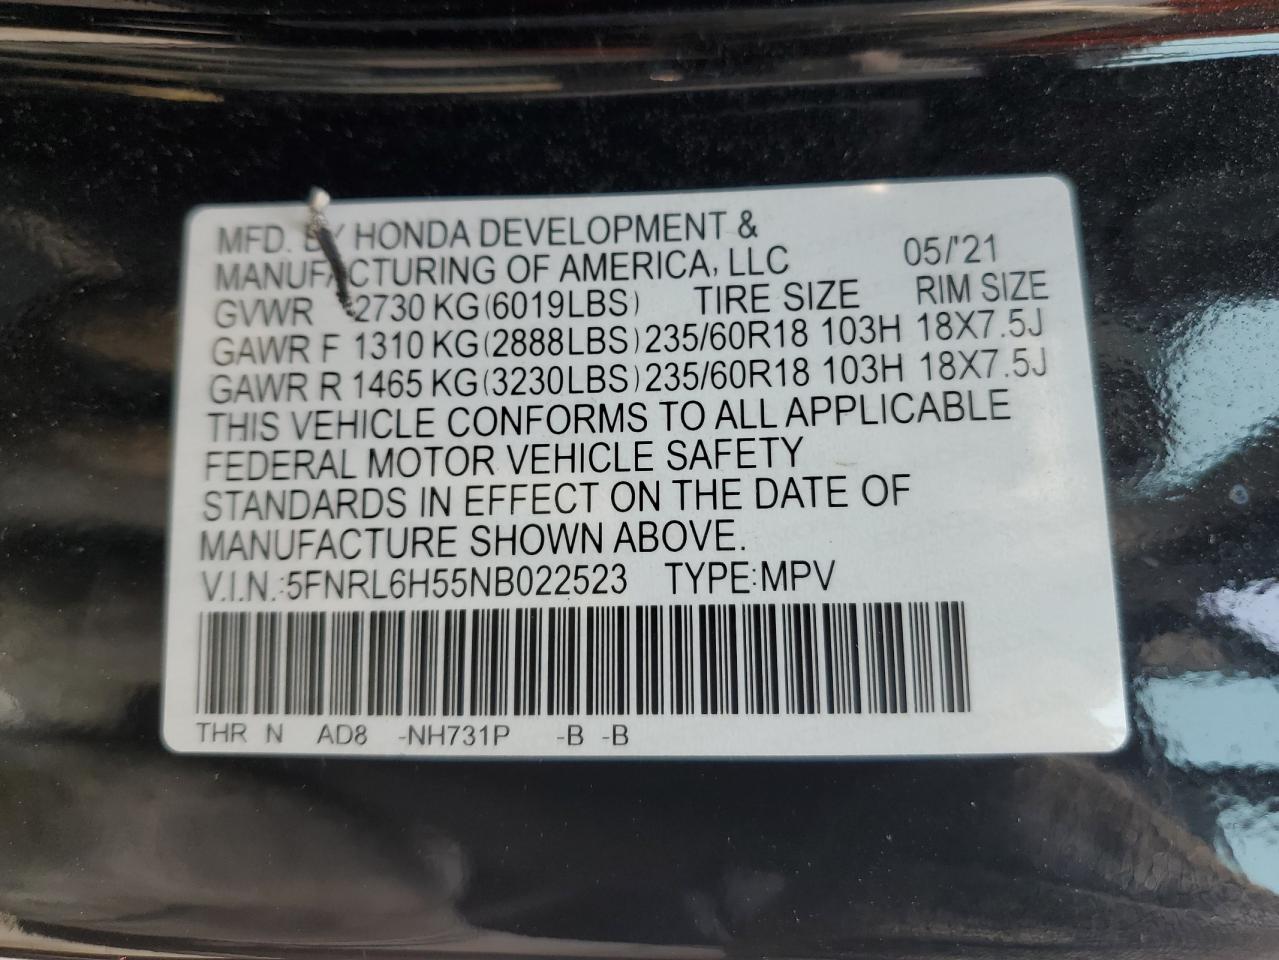 MFD. BY HONDA DEVELOPMENT &
MANUFACTURING OF AMERICA, LLC 05/'21
GVWR 2730 KG(6019LBS) TIRE SIZE RIM SIZE
GAWR F 1310 KG(2888LBS)235/60R18 103H 18X7.5J
GAWR R 1465 KG(3230LBS)235/60R18 103H 18X7.5J
THIS VEHICLE CONFORMS TO ALL APPLICABLE
FEDERAL MOTOR VEHICLE SAFETY
STANDARDS IN EFFECT ON THE DATE OF
MANUFACTURE SHOWN ABOVE.
V.I.N.:5FNRL6H55NB022523 TYPE:MPV
THR N AD8 -NH731P -B -B